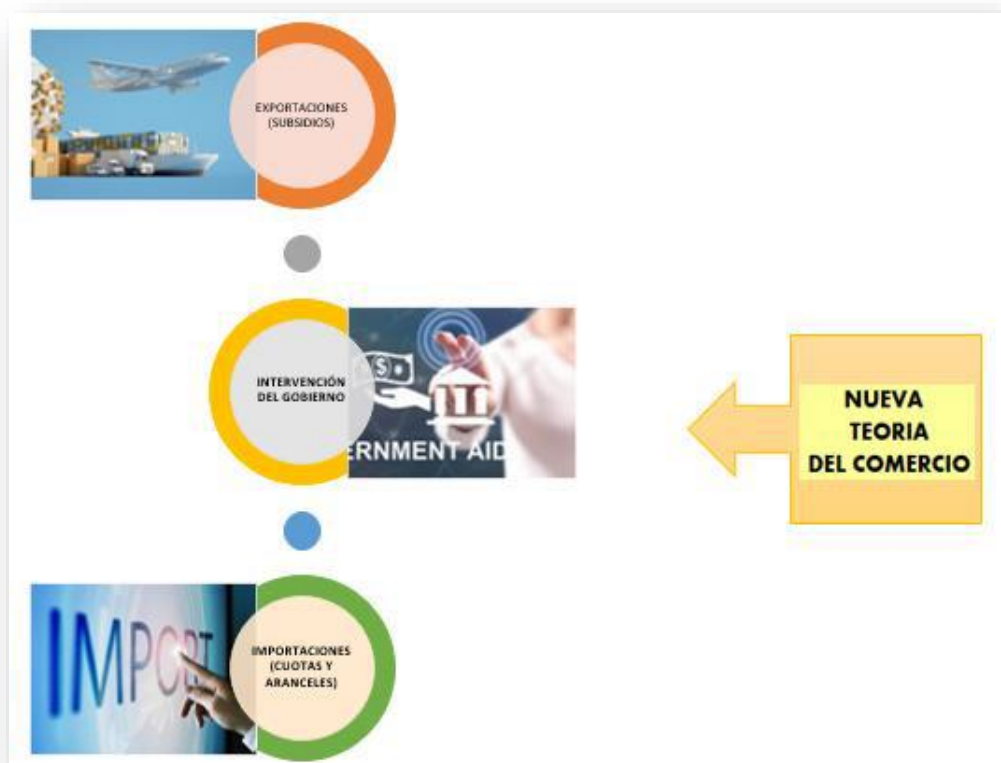 EXPORTACIONES
(SUBSIDIOS)
INTERVENCIÓN
DEL GOBIERNO
ERNMENT AID
NUEVA
TEORIA
DEL COMERCIO
IMPORT
IMPORTACIONES
(CUOTAS Y
ARANCELES)